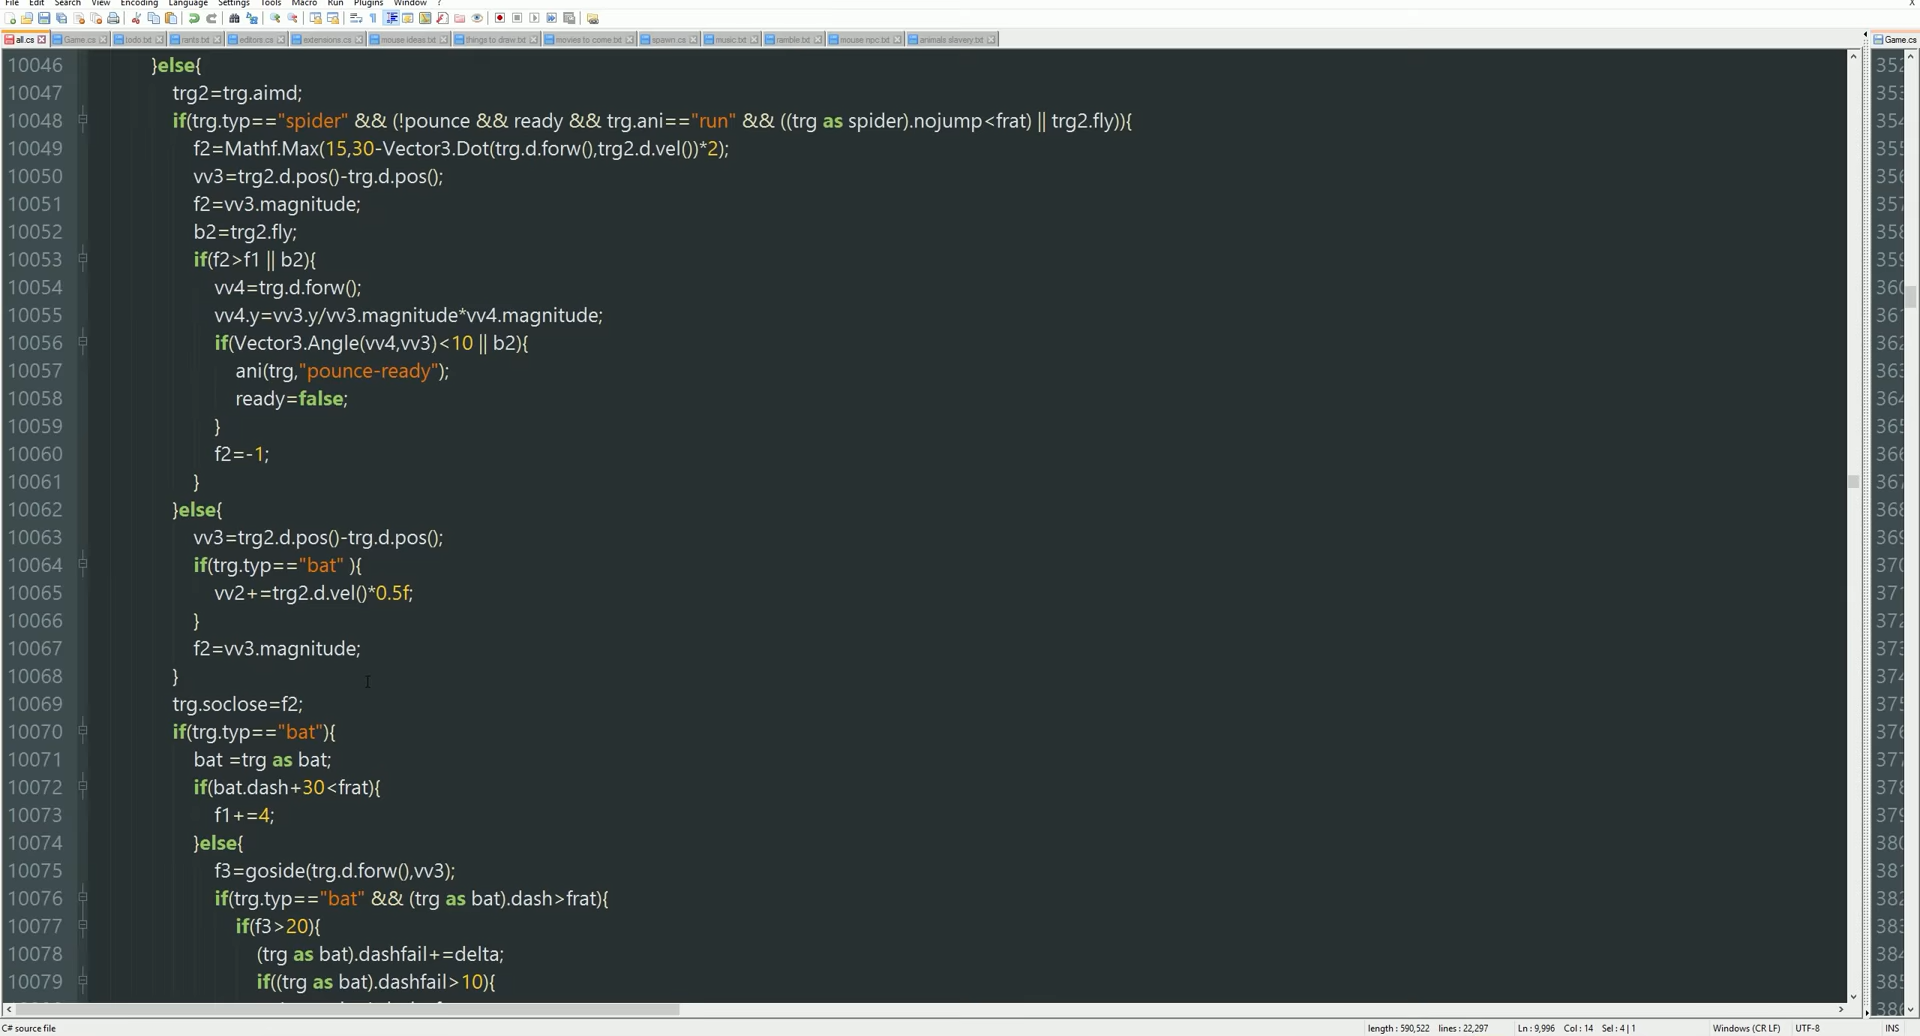 File Edit Search View Encoding Language Settings Tools Macro Run Plugins Window ? X
all.cs Game.cs todo.txt rants.txt editors.cs extensions.cs mouse ideas.txt things to draw.txt movies to come.txt spawn.cs music.txt ramble.txt mouse npc.txt animals slavery.txt Game.cs
10046 }else{
10047 trg2=trg.aimd;
10048 if(trg.typ=="spider" && (!pounce && ready && trg.ani=="run" && ((trg as spider).nojump<frat) || trg2.fly)){
10049 f2=Mathf.Max(15,30-Vector3.Dot(trg.d.forw(),trg2.d.vel())*2);
10050 vv3=trg2.d.pos()-trg.d.pos();
10051 f2=vv3.magnitude;
10052 b2=trg2.fly;
10053 if(f2>f1 || b2){
10054 vv4=trg.d.forw();
10055 vv4.y=vv3.y/vv3.magnitude*vv4.magnitude;
10056 if(Vector3.Angle(vv4,vv3)<10 || b2){
10057 ani(trg,"pounce-ready");
10058 ready=false;
10059 }
10060 f2=-1;
10061 }
10062 }else{
10063 vv3=trg2.d.pos()-trg.d.pos();
10064 if(trg.typ=="bat" ){
10065 vv2+=trg2.d.vel()*0.5f;
10066 }
10067 f2=vv3.magnitude;
10068 }
10069 trg.soclose=f2;
10070 if(trg.typ=="bat"){
10071 bat =trg as bat;
10072 if(bat.dash+30<frat){
10073 f1+=4;
10074 }else{
10075 f3=goside(trg.d.forw(),vv3);
10076 if(trg.typ=="bat" && (trg as bat).dash>frat){
10077 if(f3>20){
10078 (trg as bat).dashfail+=delta;
10079 if((trg as bat).dashfail>10){
C# source file length : 590,522 lines : 22,297 Ln : 9,996 Col : 14 Sel : 4 | 1 Windows (CR LF) UTF-8 INS